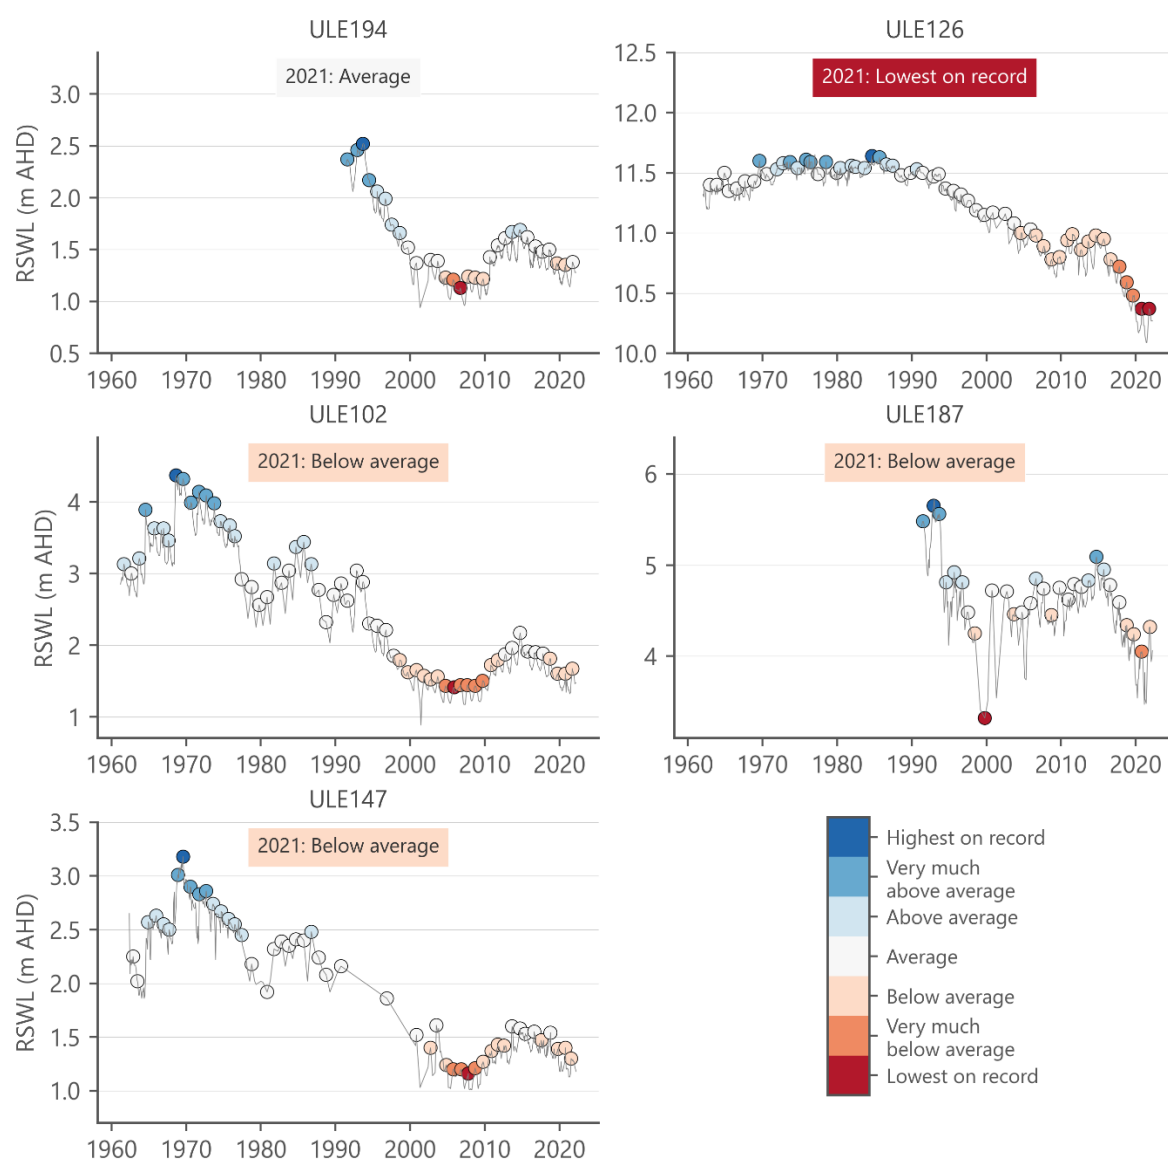 ULE194
2021: Average
RSWL (m AHD)
3.0
2.5
2.0
1.5
1.0
0.5
1960 1970 1980 1990 2000 2010 2020
ULE126
2021: Lowest on record
12.5
12.0
11.5
11.0
10.5
10.0
1960 1970 1980 1990 2000 2010 2020
ULE102
2021: Below average
RSWL (m AHD)
4
3
2
1
1960 1970 1980 1990 2000 2010 2020
ULE187
2021: Below average
6
5
4
1960 1970 1980 1990 2000 2010 2020
ULE147
2021: Below average
RSWL (m AHD)
3.5
3.0
2.5
2.0
1.5
1.0
1960 1970 1980 1990 2000 2010 2020
Highest on record
Very much
above average
Above average
Average
Below average
Very much
below average
Lowest on record